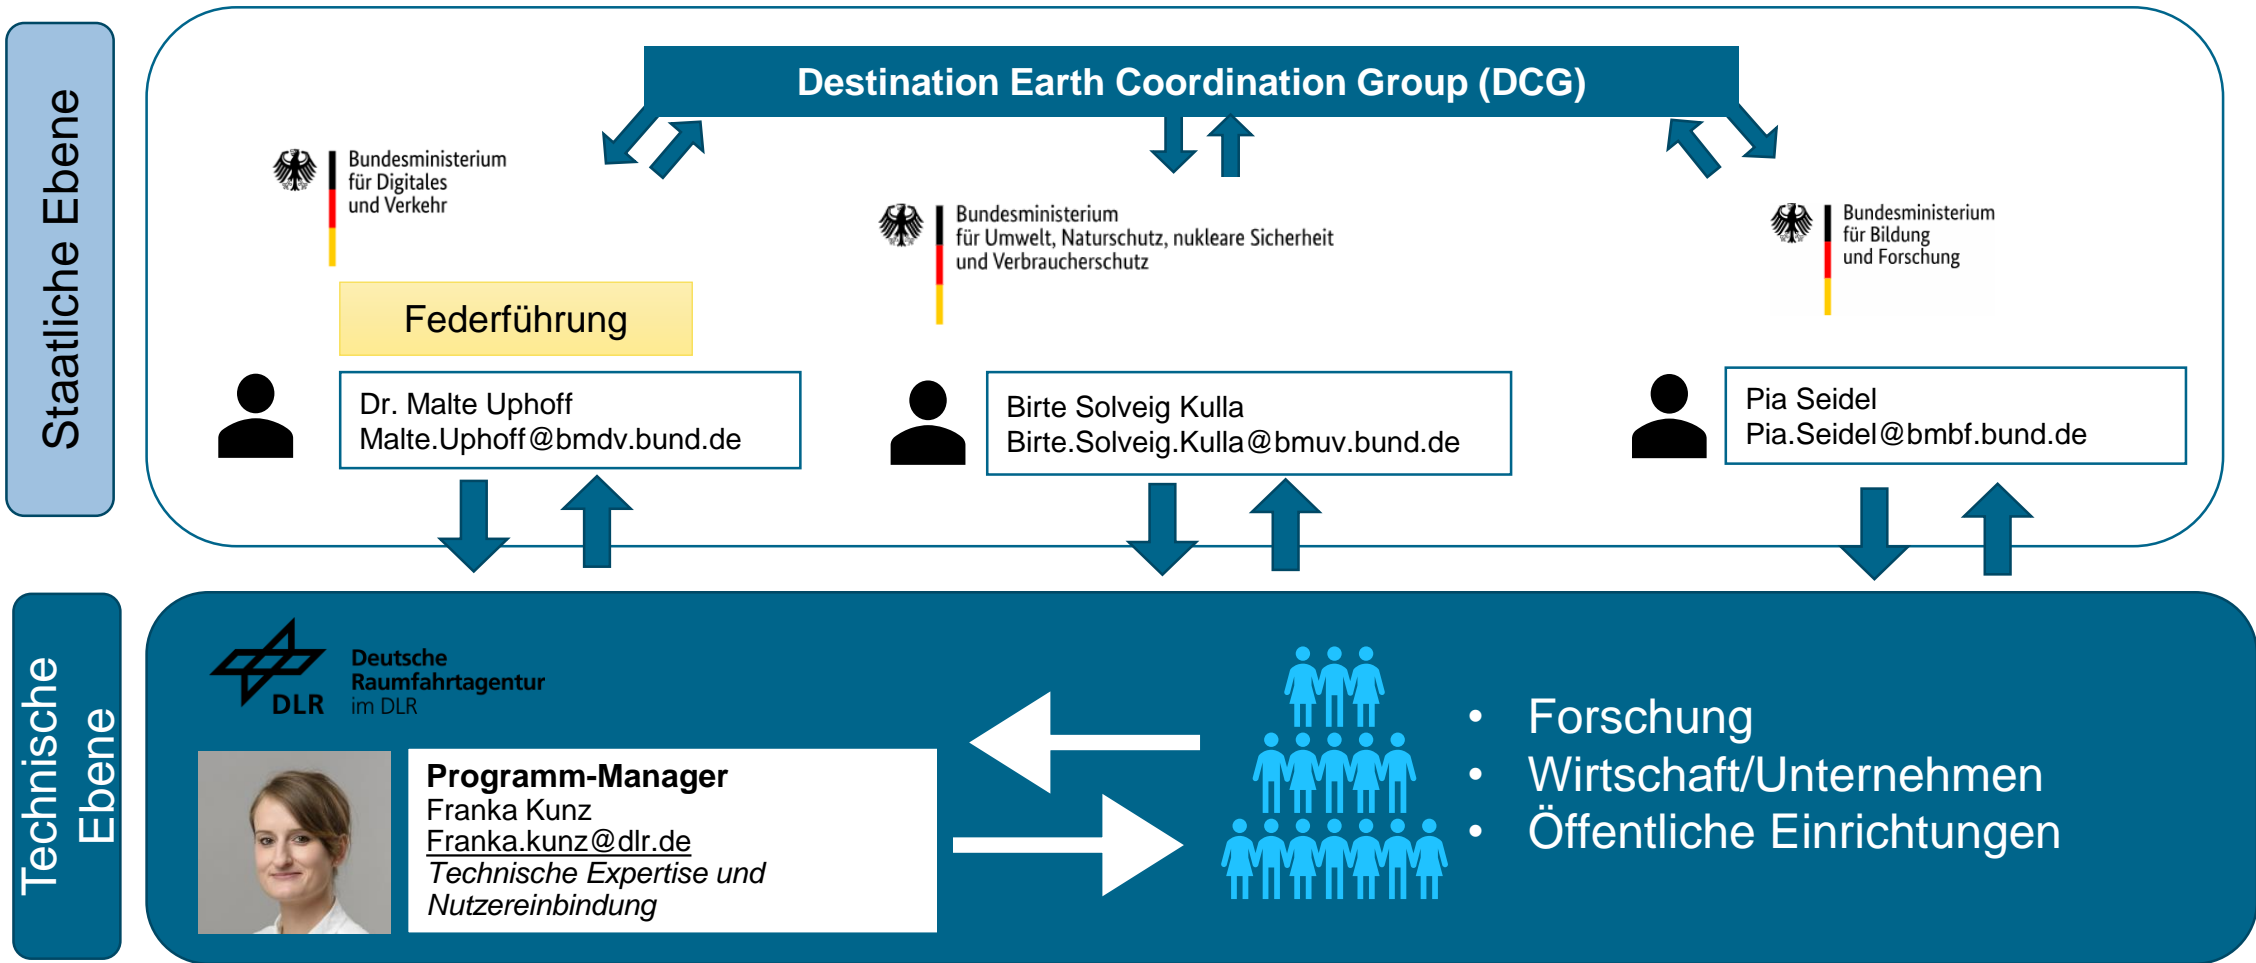 Staatliche Ebene
Destination Earth Coordination Group (DCG)
Bundesministerium
für Digitales
und Verkehr
Bundesministerium
für Umwelt, Naturschutz, nukleare Sicherheit
und Verbraucherschutz
Bundesministerium
für Bildung
und Forschung
Federführung
Dr. Malte Uphoff
Malte.Uphoff@bmdv.bund.de
Birte Solveig Kulla
Birte.Solveig.Kulla@bmuv.bund.de
Pia Seidel
Pia.Seidel@bmbf.bund.de
Technische
Ebene
DLR
Deutsche
Raumfahrtagentur
im DLR
Programm-Manager
Franka Kunz
Franka.kunz@dlr.de
Technische Expertise und
Nutzereinbindung
• Forschung
• Wirtschaft/Unternehmen
• Öffentliche Einrichtungen